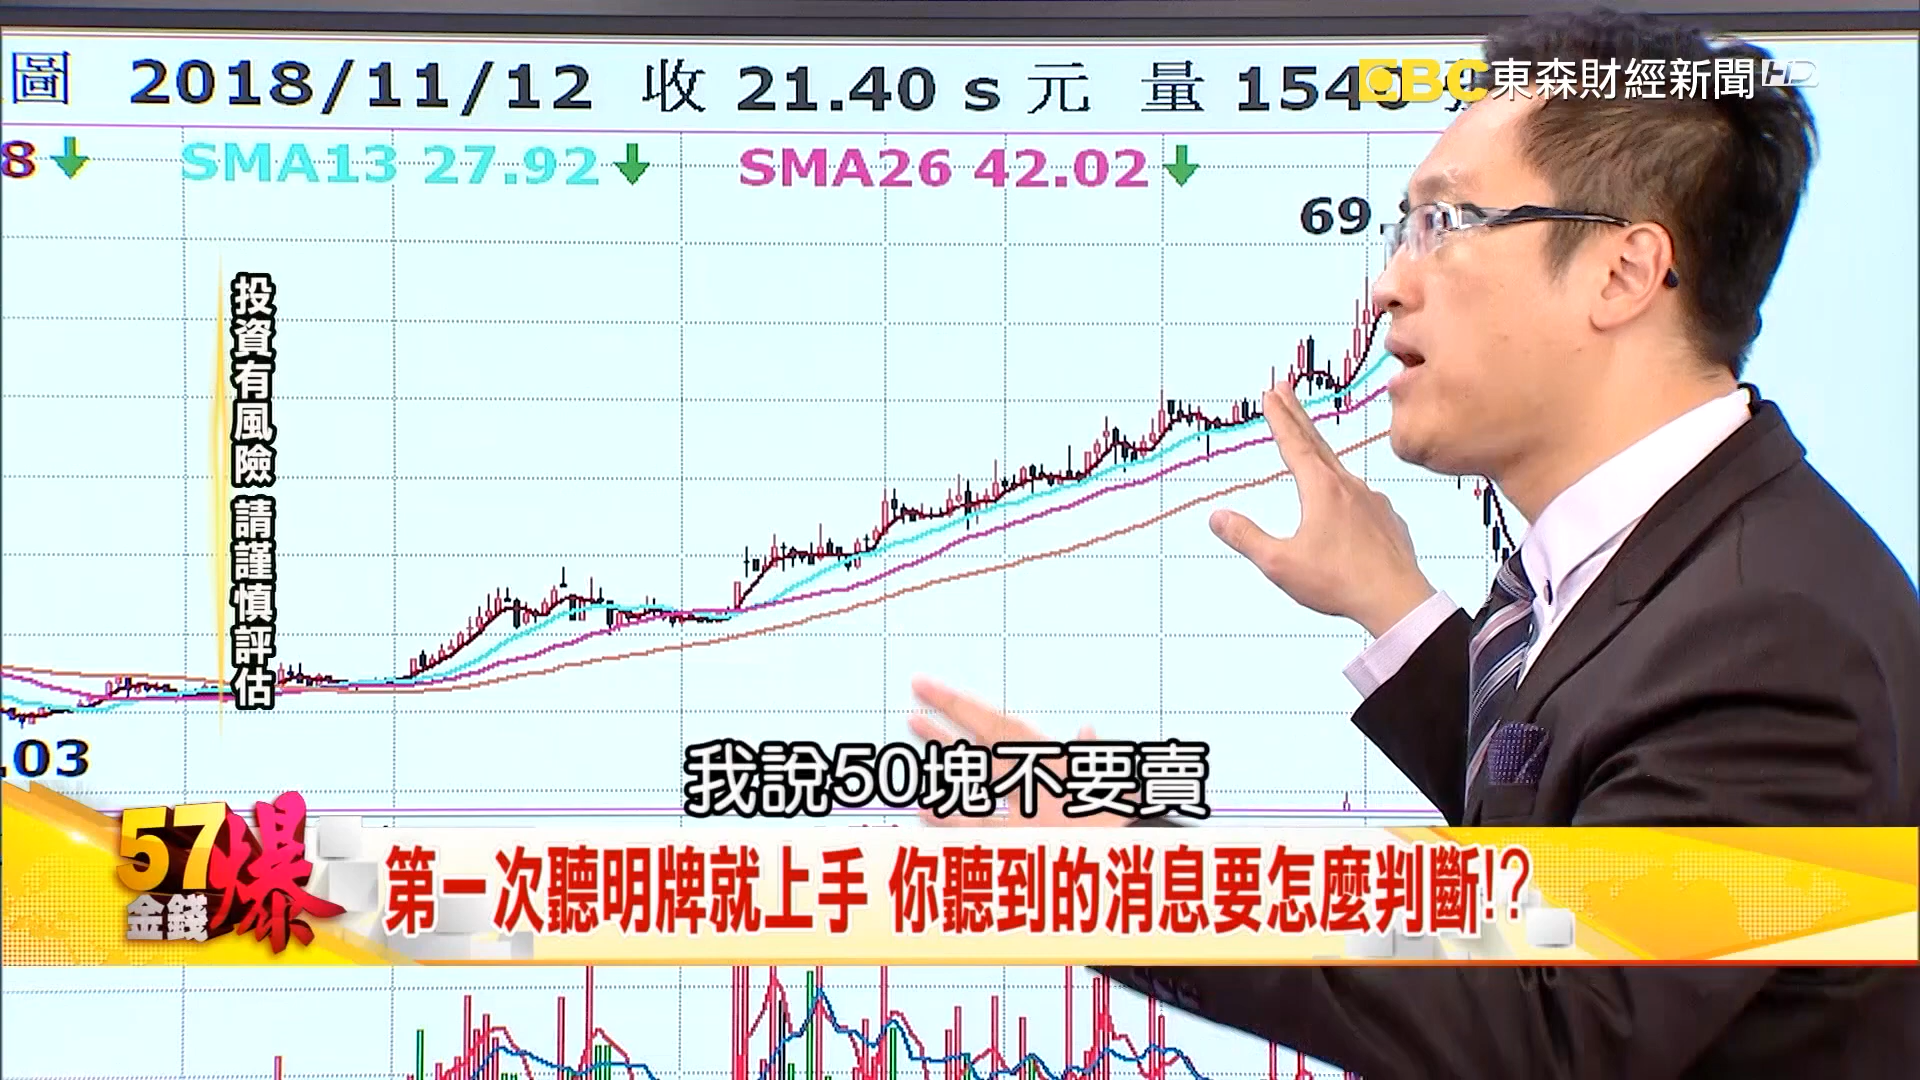 圖 2018/11/12 收 21.40 s 元 量 1540
EBC 東森財經新聞 HD
8↓ SMA13 27.92↓ SMA26 42.02↓
69.
投資有風險 請謹慎評估
.03
我說50塊不要賣
57金錢爆
第一次聽明牌就上手 你聽到的消息要怎麼判斷!?